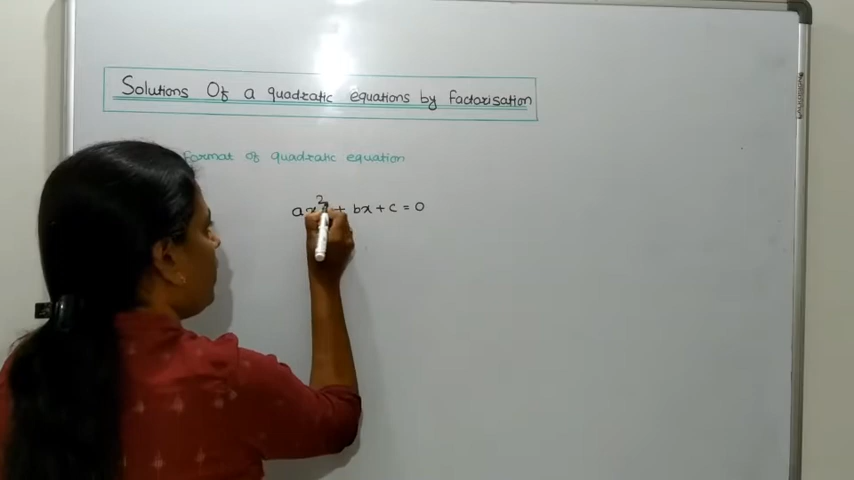 Solutions Of a quadratic equations by factorisation
format of quadratic equation
ax² + bx + c = 0